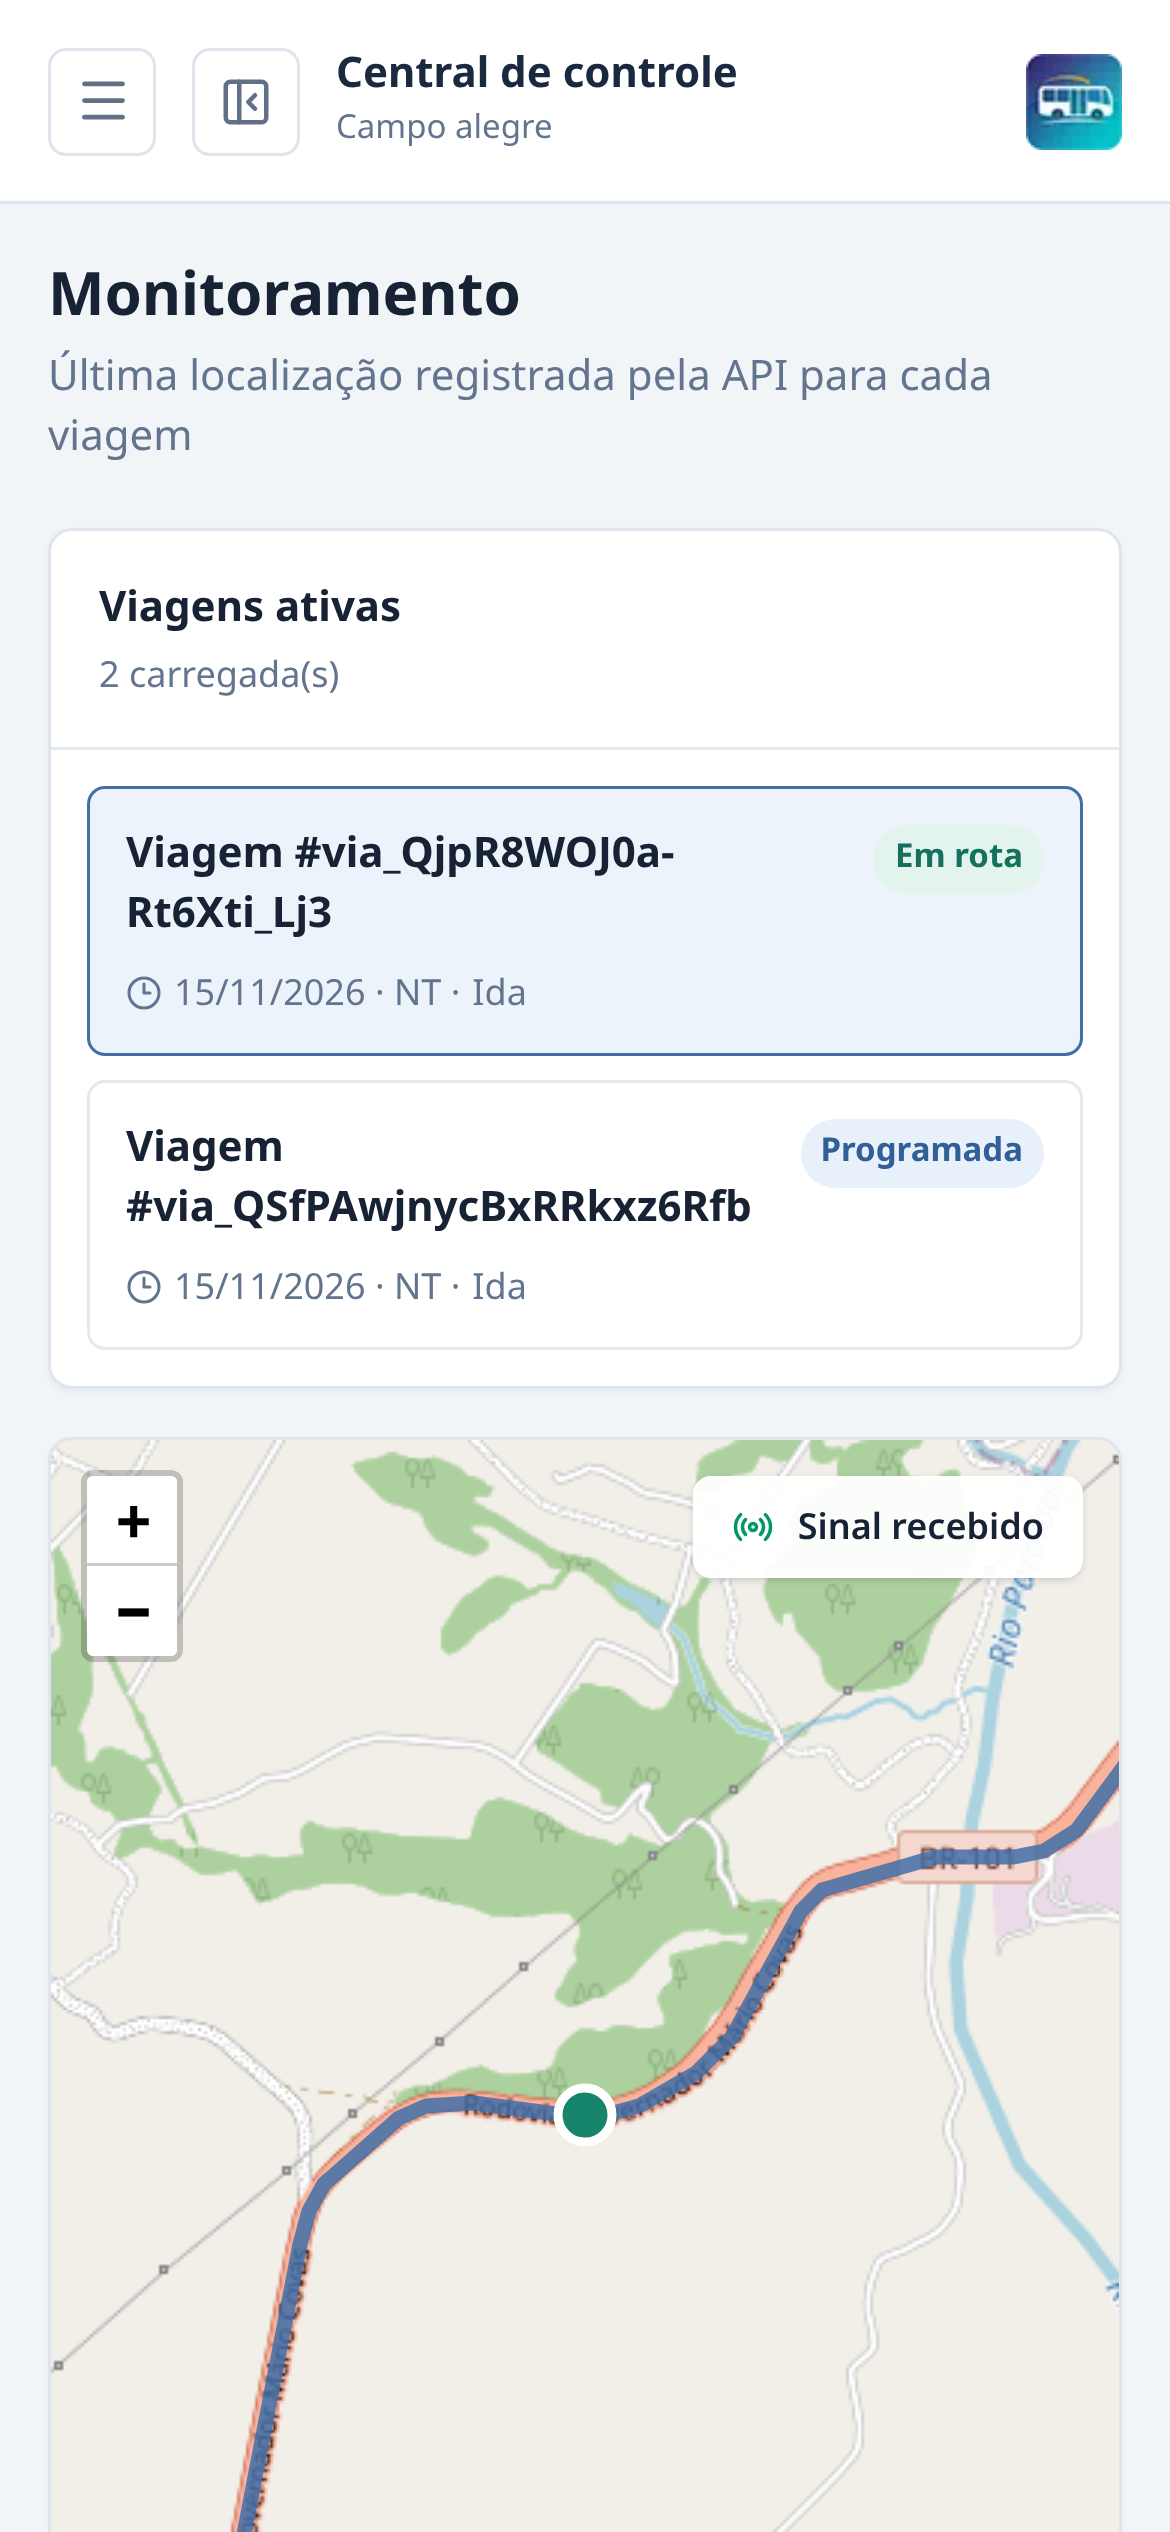 Central de controle
Campo alegre
Monitoramento
Última localização registrada pela API para cada
viagem
Viagens ativas
2 carregada(s)
Viagem #via_QjpR8WOJ0a-
Rt6Xti_Lj3
Em rota
15/11/2026 · NT · Ida
Viagem
#via_QSfPAwjnycBxRRkxz6Rfb
Programada
15/11/2026 · NT · Ida
+
−
Sinal recebido
BR-101